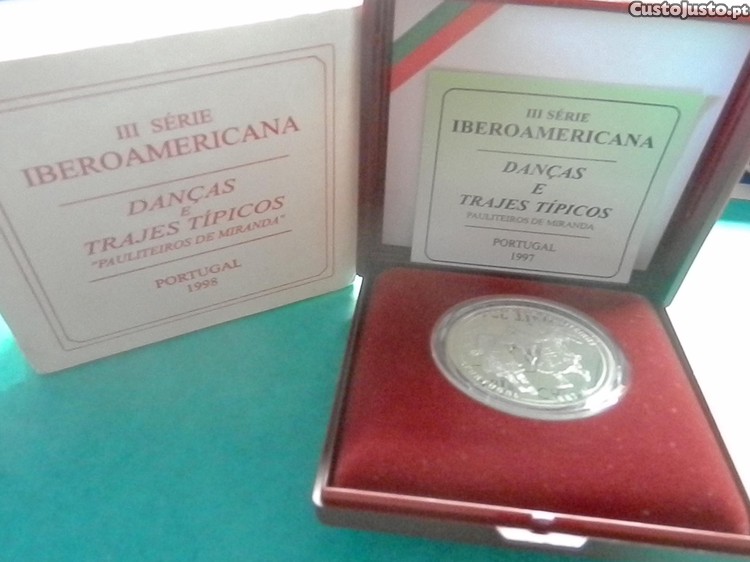 CustoJusto.pt
III SÉRIE
IBEROAMERICANA
DANÇAS
E
TRAJES TÍPICOS
"PAULITEIROS DE MIRANDA"
PORTUGAL
1998
III SÉRIE
IBEROAMERICANA
DANÇAS
E
TRAJES TÍPICOS
PAULITEIROS DE MIRANDA
PORTUGAL
1997